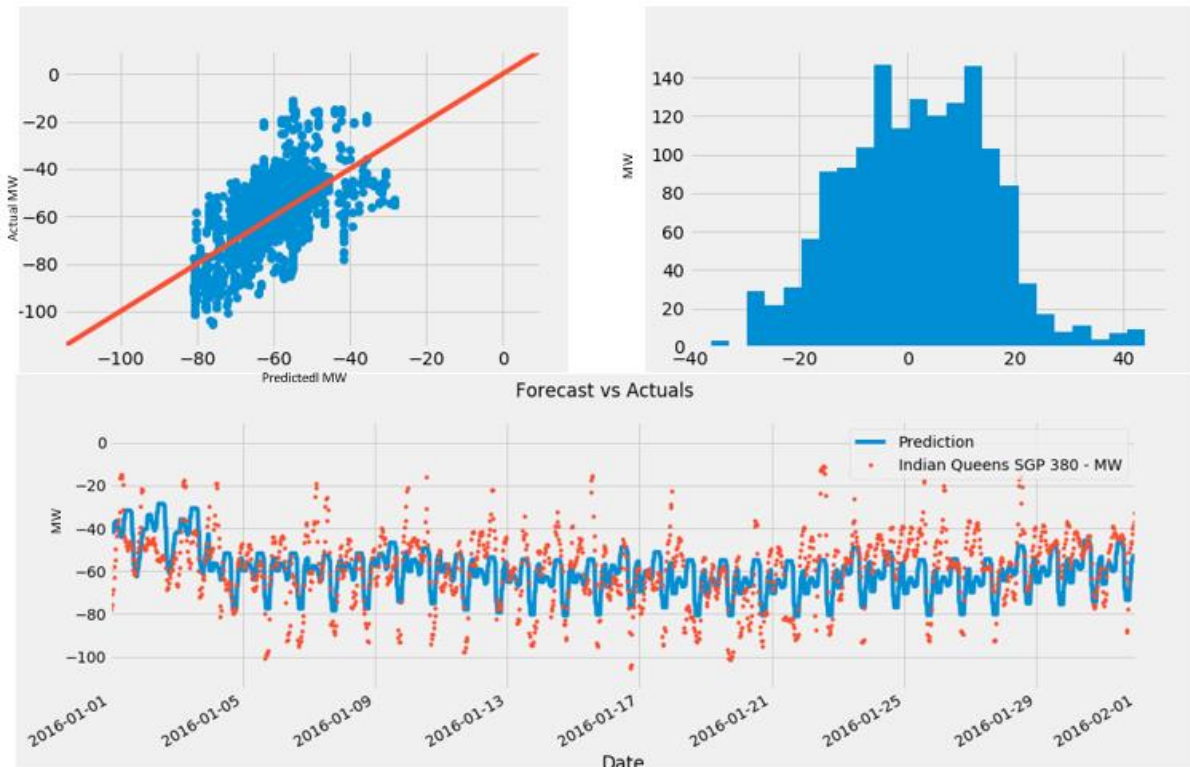 0
−20
−40
−60
−80
-100
Actual MW
−100 −80 −60 −40 −20 0
Predictedl MW
140
120
100
80
60
40
20
0
MW
−40 −20 0 20 40
Forecast vs Actuals
0
−20
−40
−60
−80
−100
MW
Prediction
Indian Queens SGP 380 - MW
2016-01-01 2016-01-05 2016-01-09 2016-01-13 2016-01-17 2016-01-21 2016-01-25 2016-01-29 2016-02-01
Date